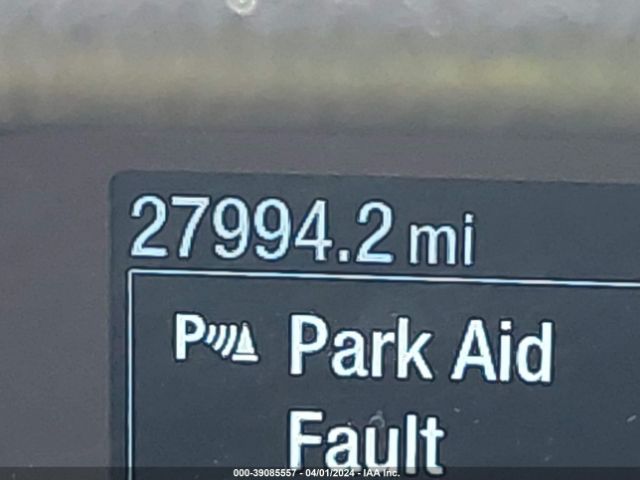 27994.2 mi
P Park Aid
Fault
000-39085557 - 04/01/2024 - IAA Inc.